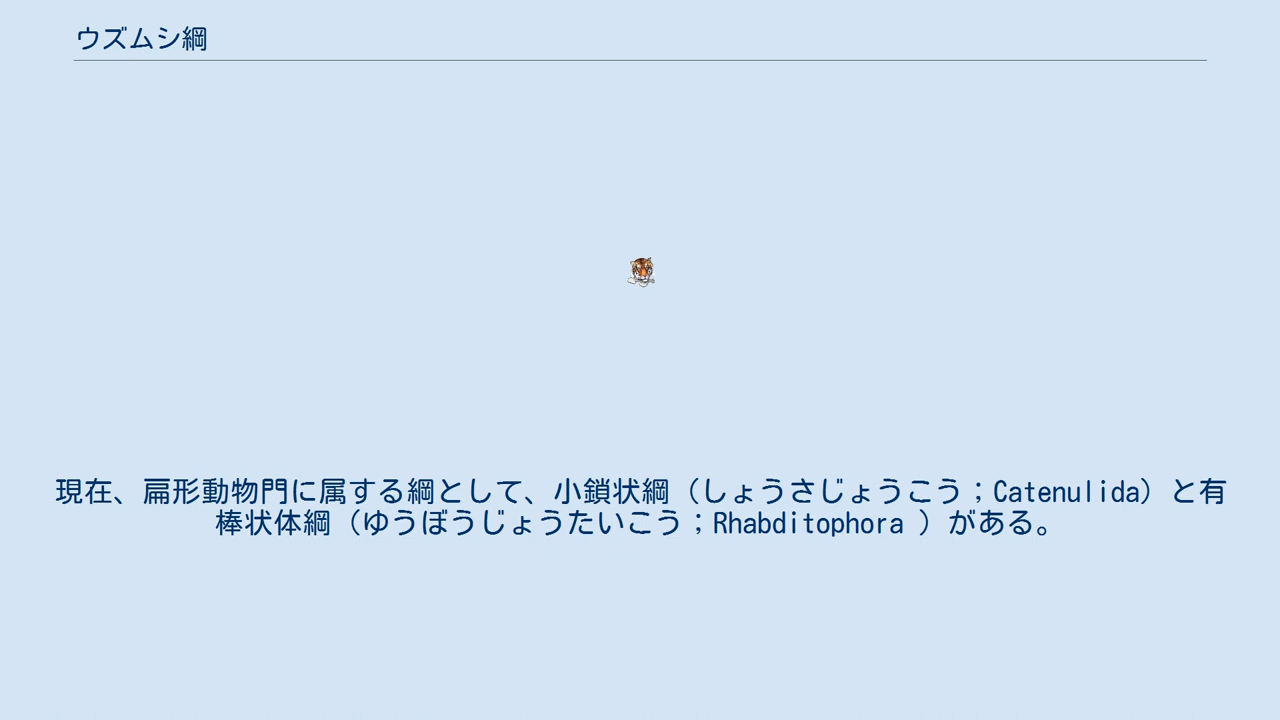 ウズムシ綱
現在、扁形動物門に属する綱として、小鎖状綱（しょうさじょうこう；Catenulida）と有
棒状体綱（ゆうぼうじょうたいこう；Rhabditophora ）がある。